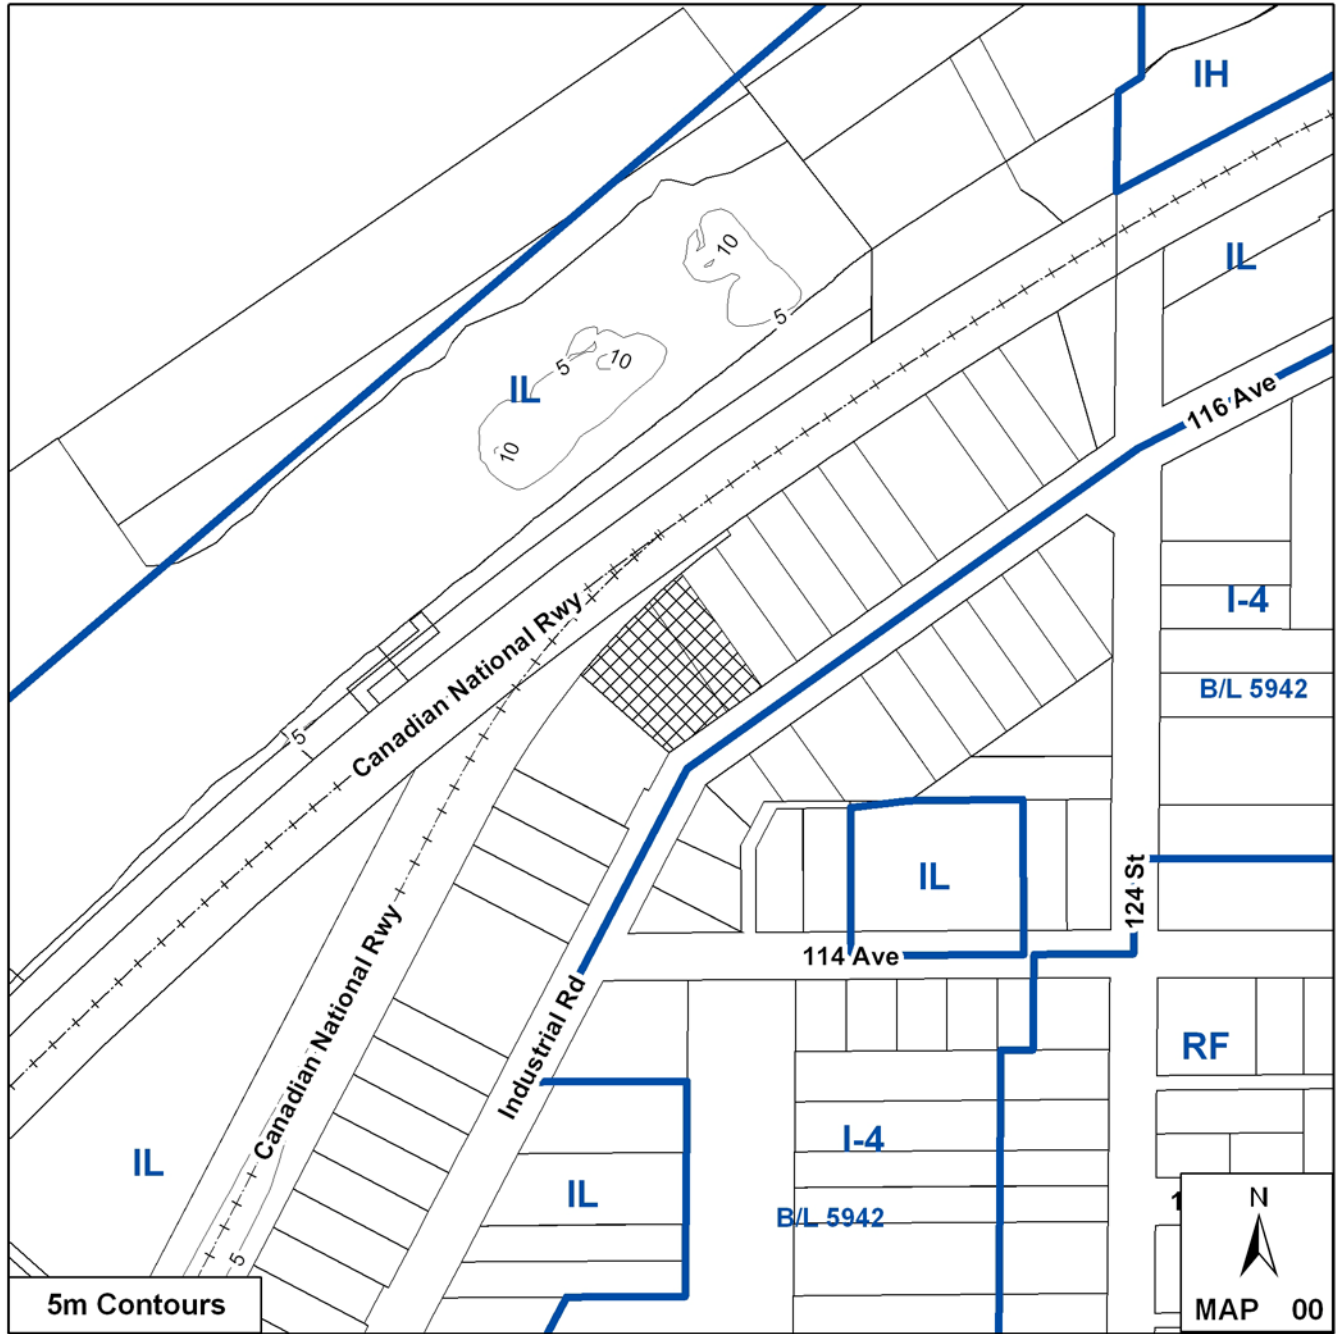 IH
10
IL
5
5
10
IL
116 Ave
10
I-4
Canadian National Rwy
B/L 5942
5
IL
124 St
114 Ave
Canadian National Rwy
Industrial Rd
RF
I-4
IL
IL
B/L 5942
5
N
5m Contours
MAP 00